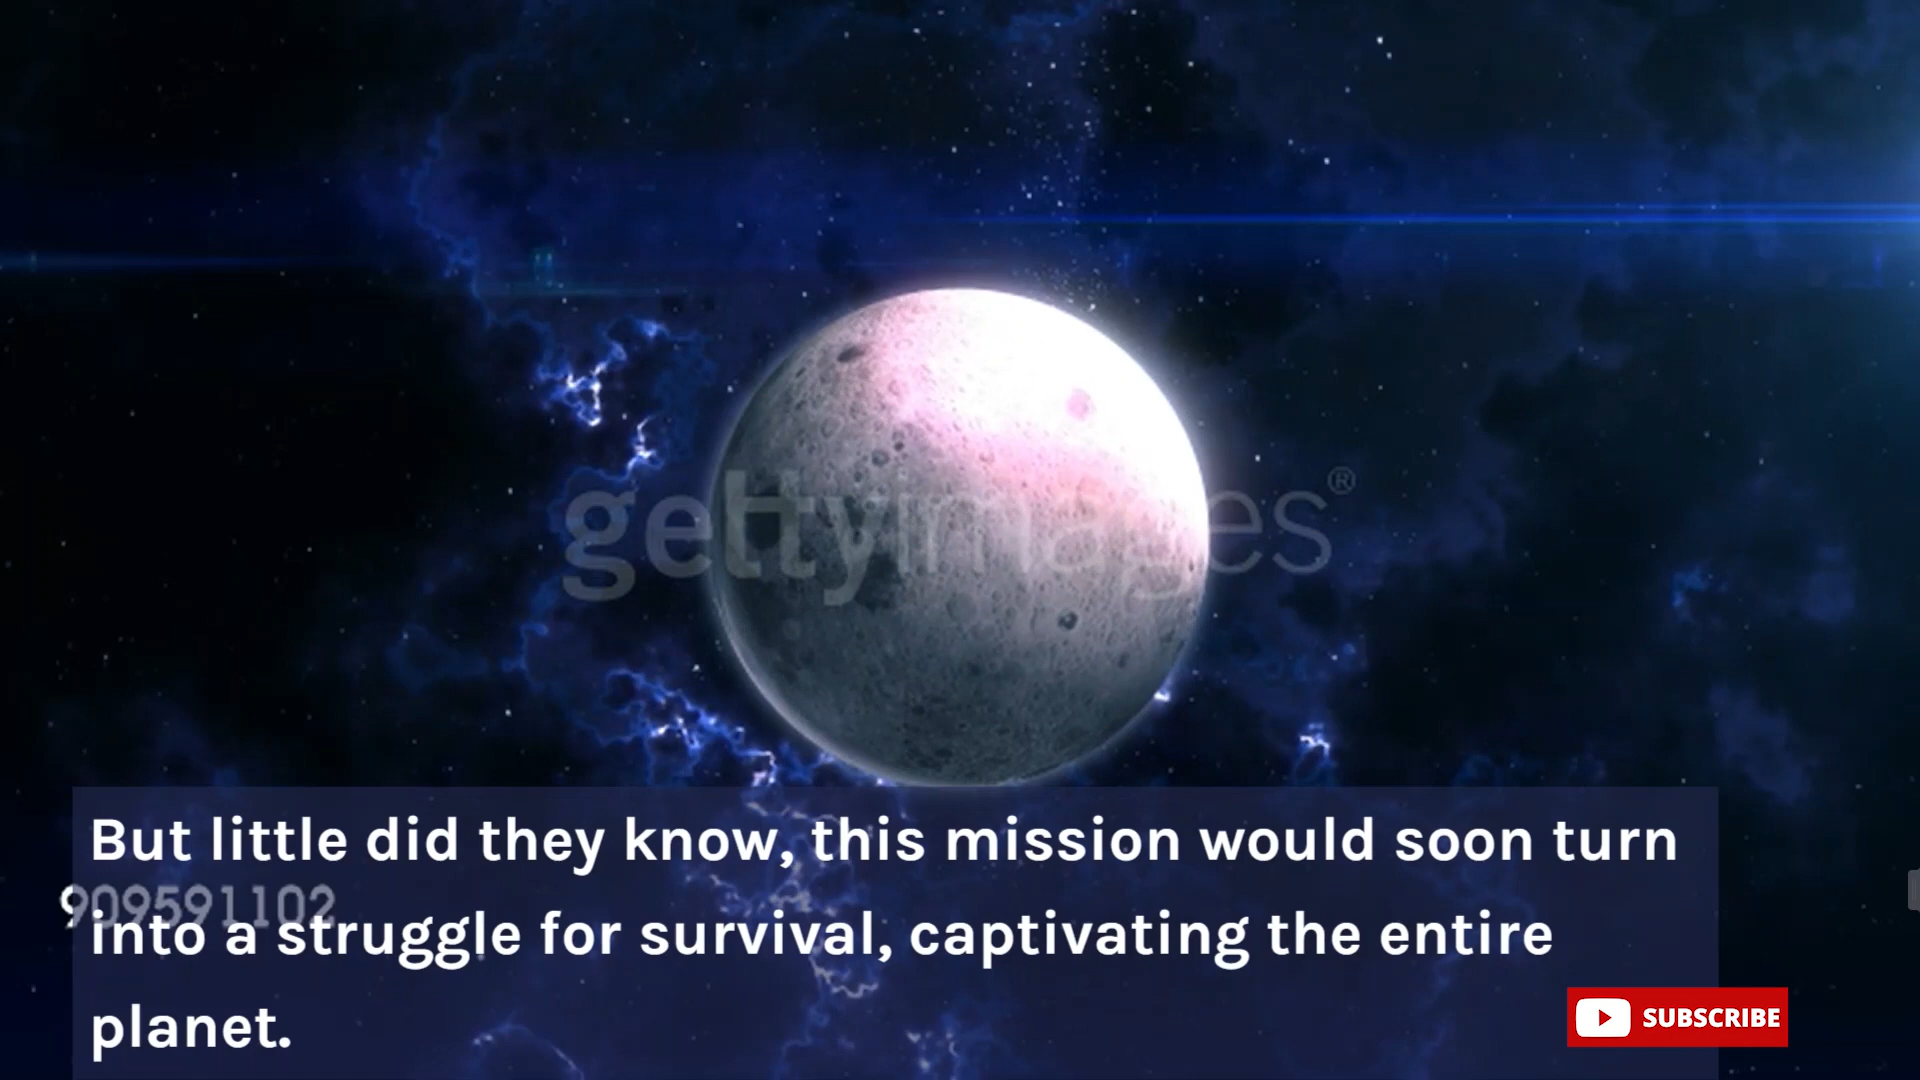 gettyimages®
But little did they know, this mission would soon turn
909591102
into a struggle for survival, captivating the entire
planet.
SUBSCRIBE